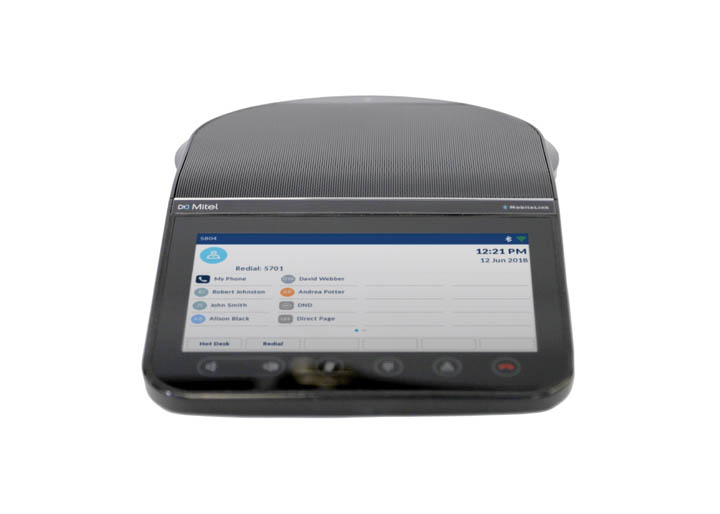 Mitel
MobileLink
5804
12:21 PM
12 Jun 2018
Redial: 5701
My Phone
David Webber
Robert Johnston
Andrea Potter
John Smith
DND
Alison Black
Direct Page
Hot Desk
Redial